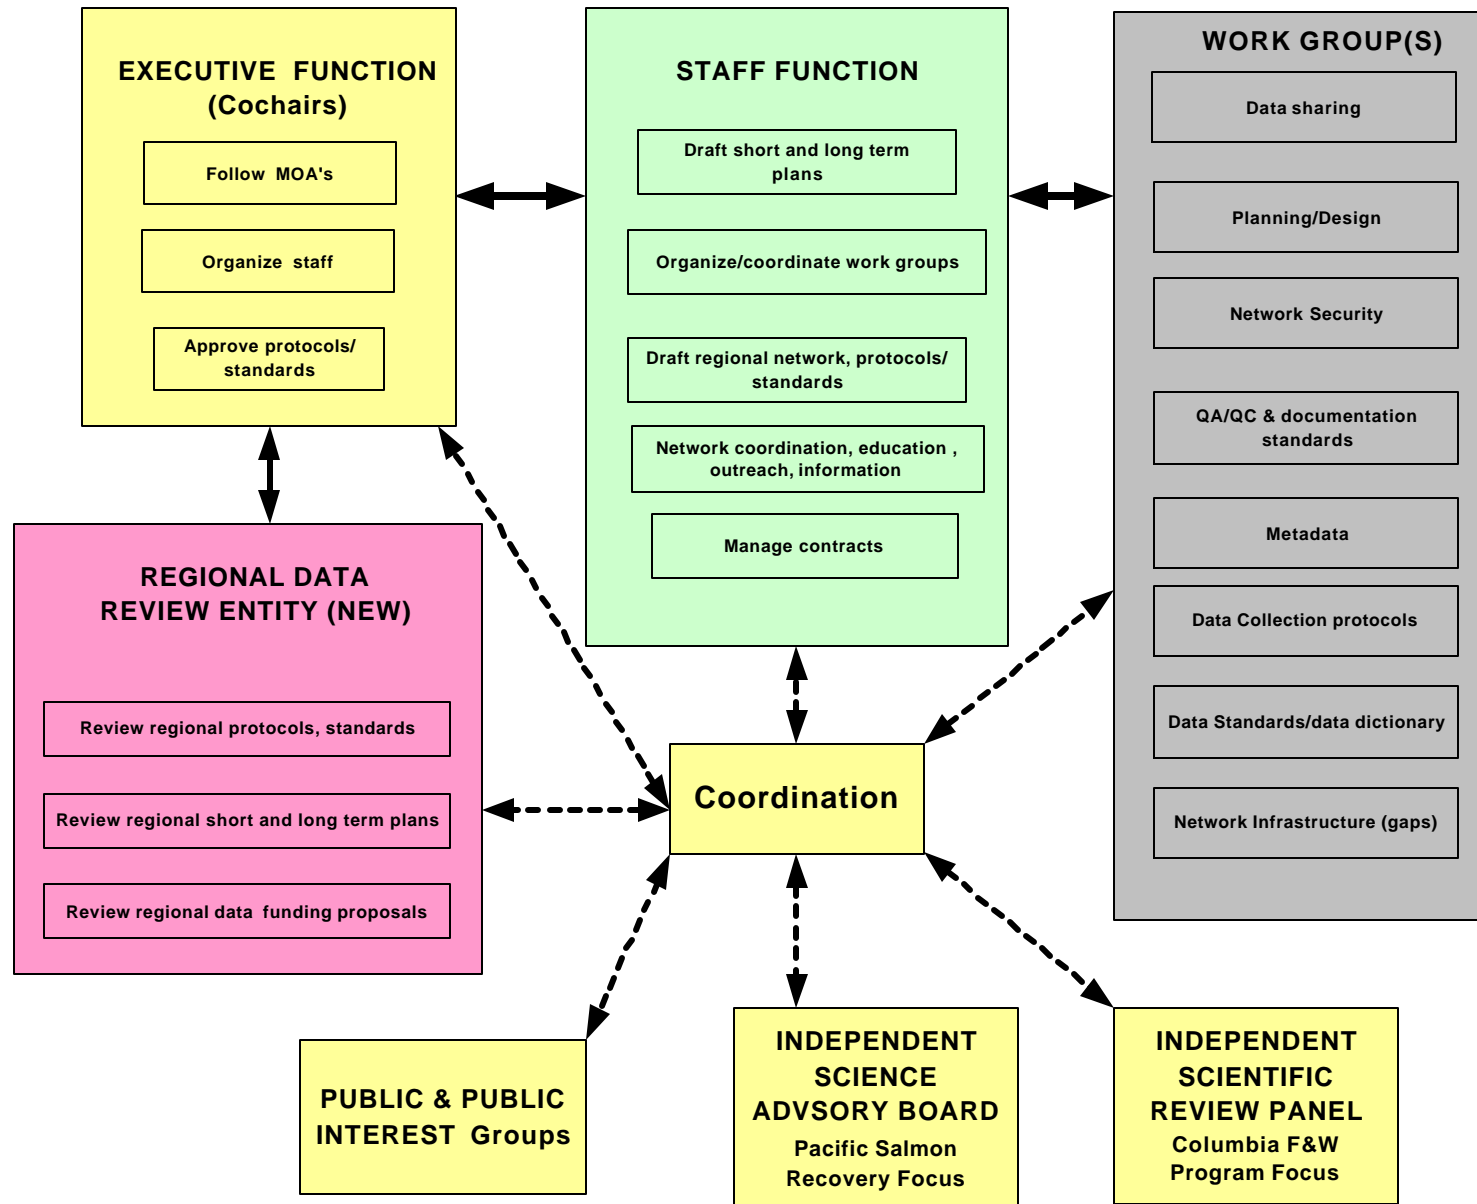 EXECUTIVE FUNCTION
(Cochairs)
Follow MOA's
Organize staff
Approve protocols/
standards
STAFF FUNCTION
Draft short and long term
plans
Organize/coordinate work groups
Draft regional network, protocols/
standards
Network coordination, education ,
outreach, information
Manage contracts
WORK GROUP(S)
Data sharing
Planning/Design
Network Security
QA/QC & documentation
standards
Metadata
Data Collection protocols
Data Standards/data dictionary
Network Infrastructure (gaps)
REGIONAL DATA
REVIEW ENTITY (NEW)
Review regional protocols, standards
Review regional short and long term plans
Review regional data funding proposals
Coordination
PUBLIC & PUBLIC
INTEREST Groups
INDEPENDENT
SCIENCE
ADVSORY BOARD
Pacific Salmon
Recovery Focus
INDEPENDENT
SCIENTIFIC
REVIEW PANEL
Columbia F&W
Program Focus